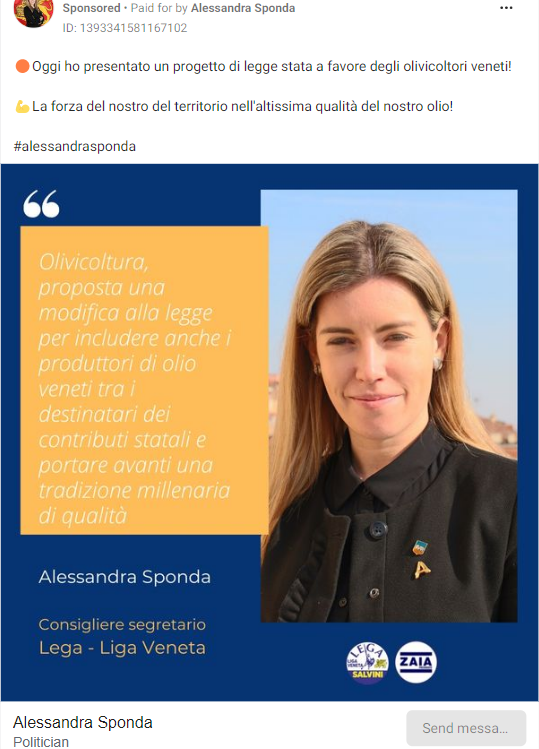 Sponsored • Paid for by Alessandra Sponda
ID: 1393341581167102
Oggi ho presentato un progetto di legge stata a favore degli olivicoltori veneti!
La forza del nostro del territorio nell'altissima qualità del nostro olio!
#alessandrasponda
Olivicoltura,
proposta una
modifica alla legge
per includere anche i
produttori di olio
veneti tra i
destinatari dei
contributi statali e
portare avanti una
tradizione millenaria
di qualità
Alessandra Sponda
Consigliere segretario
Lega - Liga Veneta
LEGA
LIGA
VENETA
SALVINI
ZAIA
Alessandra Sponda
Politician
Send messa...